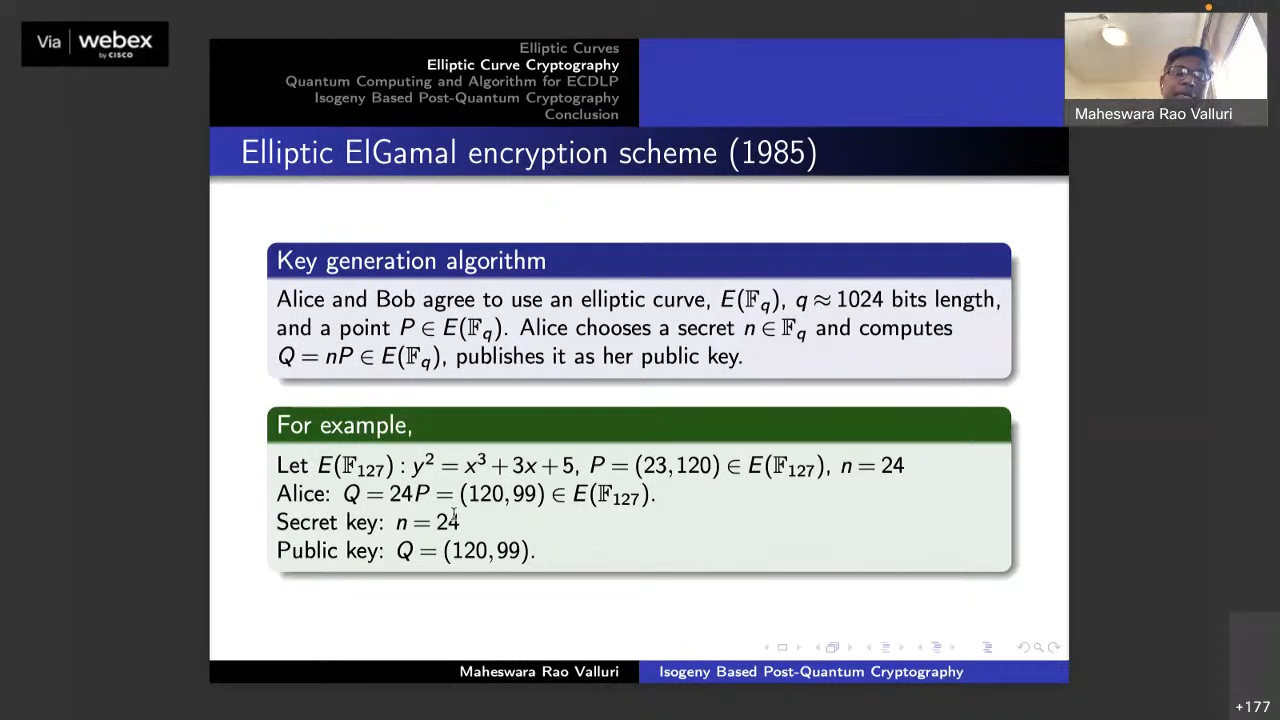 Via webex
by CISCO
Elliptic Curves
Elliptic Curve Cryptography
Quantum Computing and Algorithm for ECDLP
Isogeny Based Post-Quantum Cryptography
Conclusion
Maheswara Rao Valluri
Elliptic ElGamal encryption scheme (1985)
Key generation algorithm
Alice and Bob agree to use an elliptic curve, E(𝔽q), q ≈ 1024 bits length,
and a point P ∈ E(𝔽q). Alice chooses a secret n ∈ 𝔽q and computes
Q = nP ∈ E(𝔽q), publishes it as her public key.
For example,
Let E(𝔽₁₂₇) : y² = x³ + 3x + 5, P = (23, 120) ∈ E(𝔽₁₂₇), n = 24
Alice: Q = 24P = (120, 99) ∈ E(𝔽₁₂₇).
Secret key: n = 24
Public key: Q = (120, 99).
Maheswara Rao Valluri Isogeny Based Post-Quantum Cryptography
+177